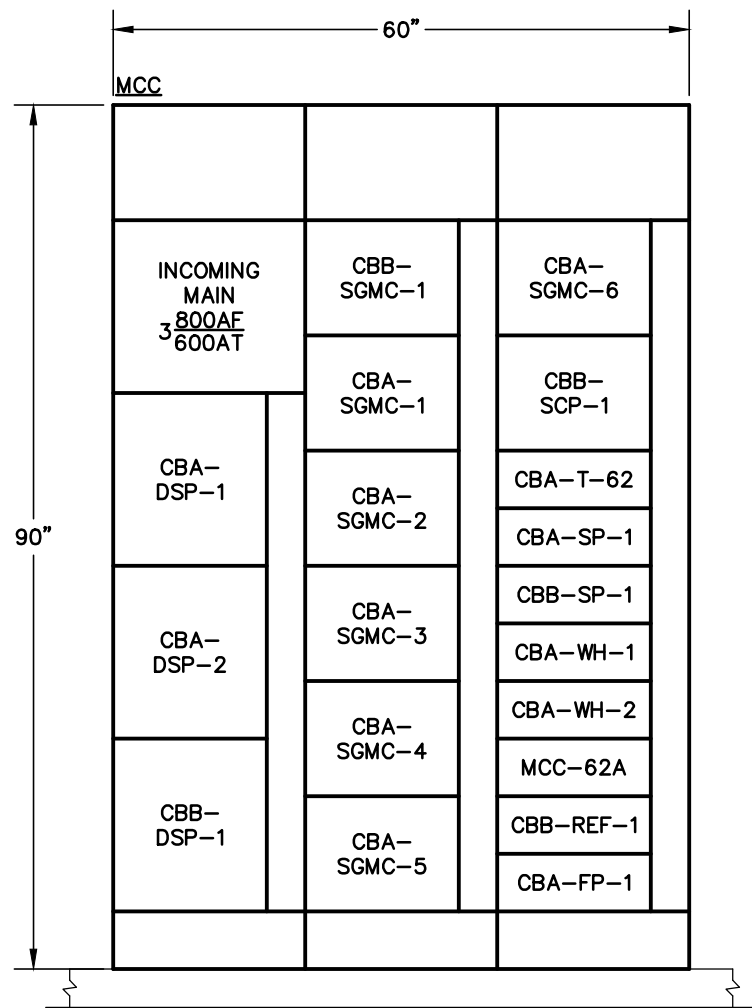 60”
MCC
90”
INCOMING
MAIN
3 800AF
600AT
CBA-
DSP-1
CBA-
DSP-2
CBB-
DSP-1
CBB-
SGMC-1
CBA-
SGMC-1
CBA-
SGMC-2
CBA-
SGMC-3
CBA-
SGMC-4
CBA-
SGMC-5
CBA-
SGMC-6
CBB-
SCP-1
CBA-T-62
CBA-SP-1
CBB-SP-1
CBA-WH-1
CBA-WH-2
MCC-62A
CBB-REF-1
CBA-FP-1